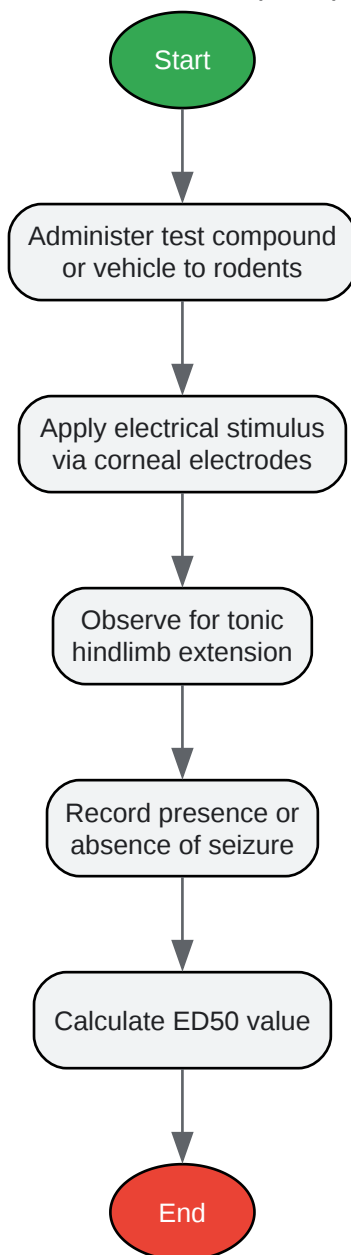 Start
Administer test compound
or vehicle to rodents
Apply electrical stimulus
via corneal electrodes
Observe for tonic
hindlimb extension
Record presence or
absence of seizure
Calculate ED50 value
End